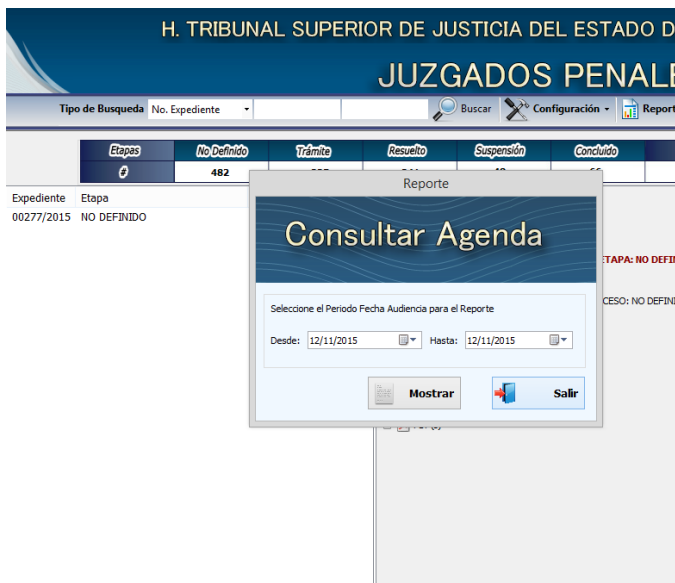 H. TRIBUNAL SUPERIOR DE JUSTICIA DEL ESTADO D
JUZGADOS PENALE
Tipo de Busqueda No. Expediente Buscar Configuración Report
Etapas No Definido Trámite Resuelto Suspensión Concluido
# 482
Reporte
Expediente Etapa
00277/2015 NO DEFINIDO
Consultar Agenda
ETAPA: NO DEFIN
CESO: NO DEFINI
Seleccione el Periodo Fecha Audiencia para el Reporte
Desde: 12/11/2015 Hasta: 12/11/2015
Mostrar Salir